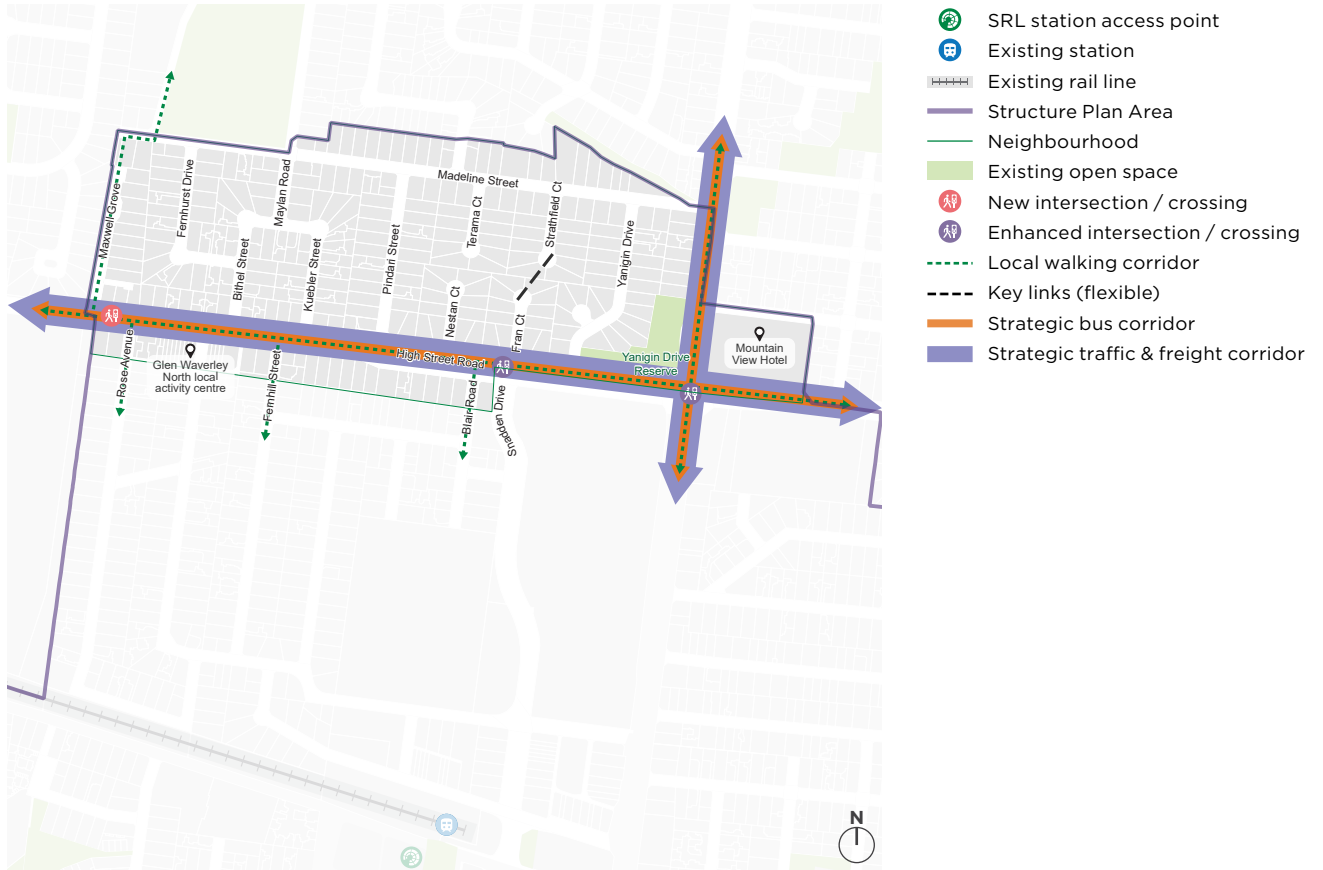 Madeline Street
Maxwell Grove
Fernhurst Drive
Maylan Road
Bithel Street
Kuebler Street
Pindari Street
Terama Ct
Nestan Ct
Strathfield Ct
Fran Ct
Yanigin Drive
High Street Road
Yanigin Drive
Reserve
Mountain
View Hotel
Glen Waverley
North local
activity centre
Rose Avenue
Fernhill Street
Blair Road
Snadden Drive
N
SRL station access point
Existing station
Existing rail line
Structure Plan Area
Neighbourhood
Existing open space
New intersection / crossing
Enhanced intersection / crossing
Local walking corridor
Key links (flexible)
Strategic bus corridor
Strategic traffic & freight corridor